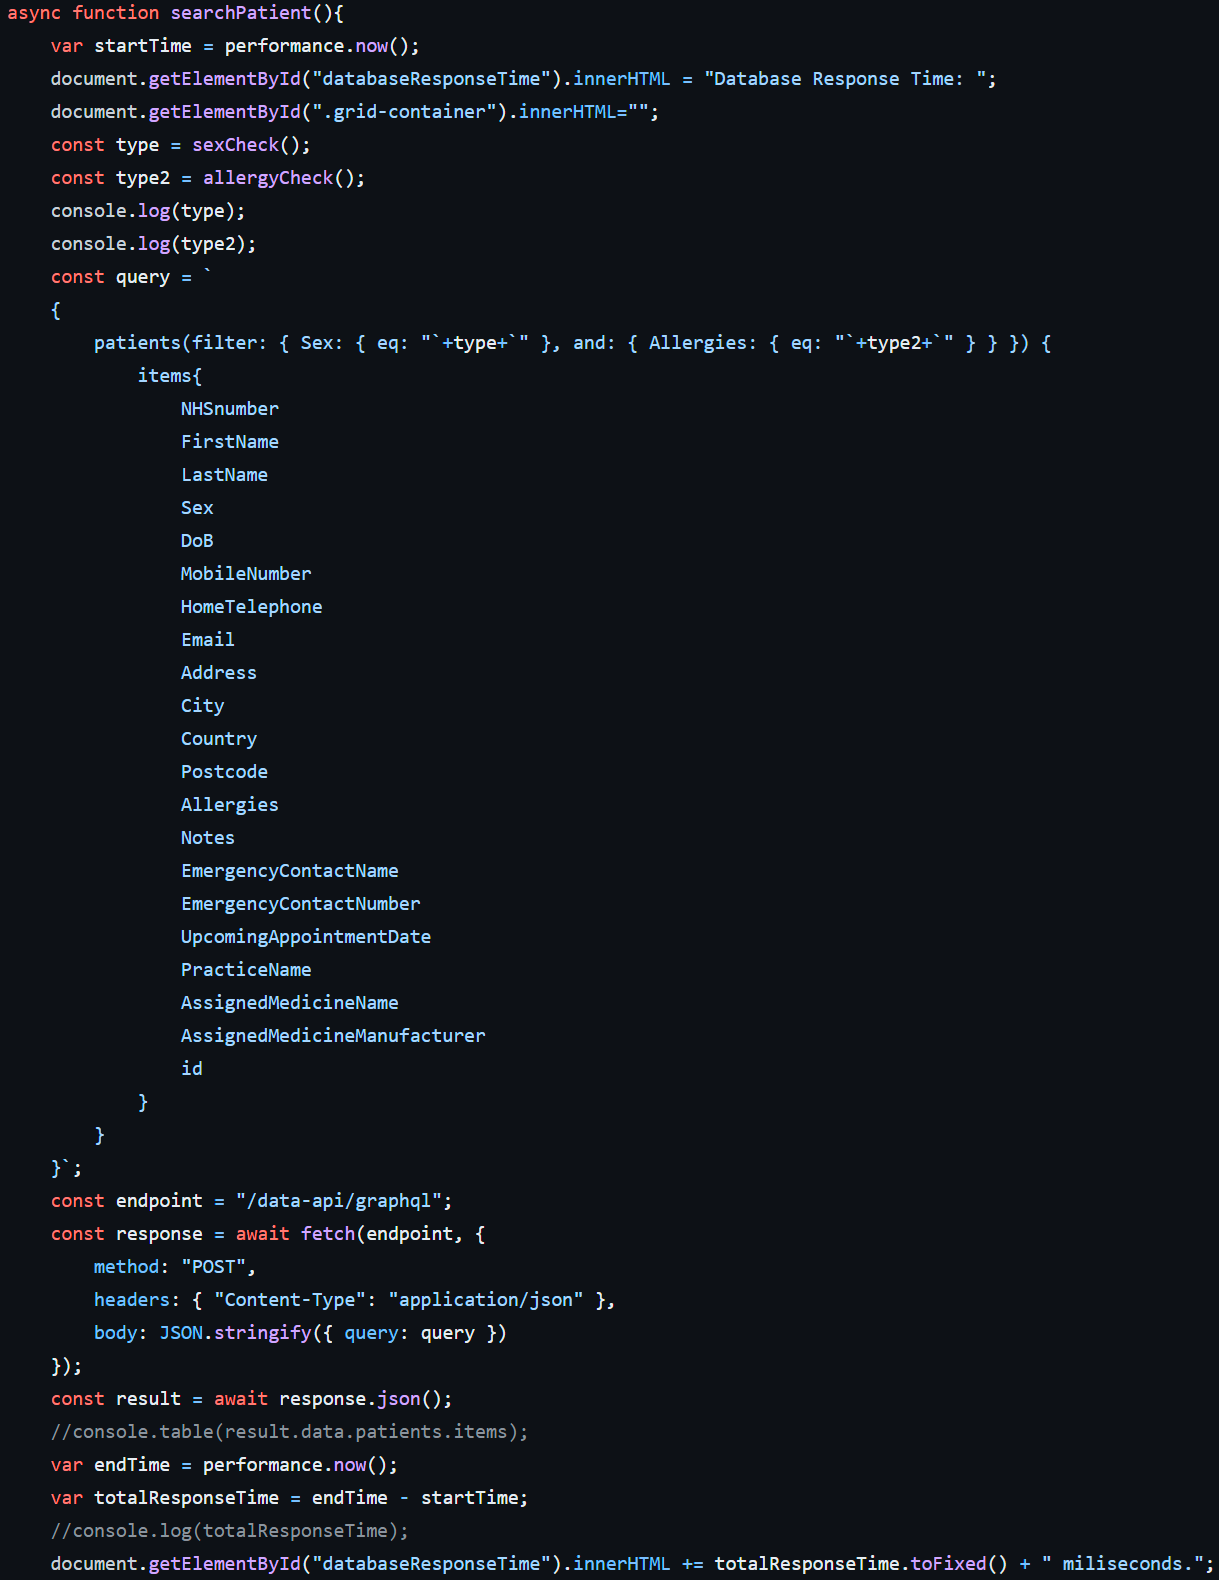 async function searchPatient(){
    var startTime = performance.now();
    document.getElementById("databaseResponseTime").innerHTML = "Database Response Time: ";
    document.getElementById(".grid-container").innerHTML="";
    const type = sexCheck();
    const type2 = allergyCheck();
    console.log(type);
    console.log(type2);
    const query = `
    {
        patients(filter: { Sex: { eq: "`+type+`" }, and: { Allergies: { eq: "`+type2+`" } } }) {
            items{
                NHSnumber
                FirstName
                LastName
                Sex
                DoB
                MobileNumber
                HomeTelephone
                Email
                Address
                City
                Country
                Postcode
                Allergies
                Notes
                EmergencyContactName
                EmergencyContactNumber
                UpcomingAppointmentDate
                PracticeName
                AssignedMedicineName
                AssignedMedicineManufacturer
                id
            }
        }
    }`;
    const endpoint = "/data-api/graphql";
    const response = await fetch(endpoint, {
        method: "POST",
        headers: { "Content-Type": "application/json" },
        body: JSON.stringify({ query: query })
    });
    const result = await response.json();
    //console.table(result.data.patients.items);
    var endTime = performance.now();
    var totalResponseTime = endTime - startTime;
    //console.log(totalResponseTime);
    document.getElementById("databaseResponseTime").innerHTML += totalResponseTime.toFixed() + " miliseconds.";